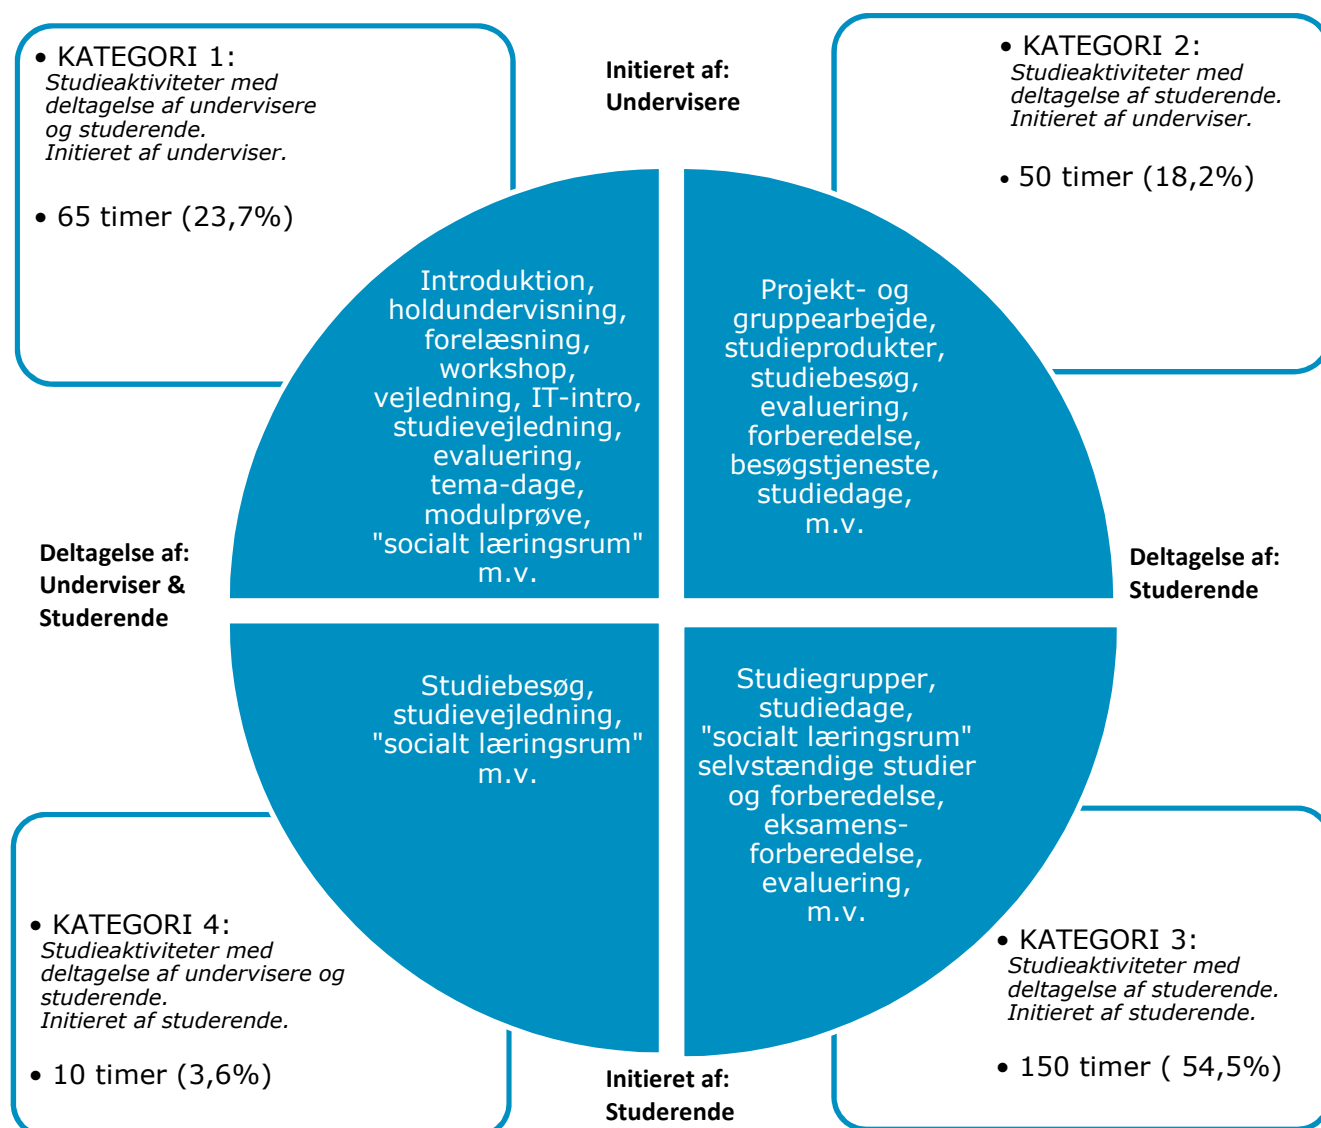 • KATEGORI 1:
Studieaktiviteter med
deltagelse af undervisere
og studerende.
Initieret af underviser.
• 65 timer (23,7%)
Initieret af:
Undervisere
• KATEGORI 2:
Studieaktiviteter med
deltagelse af studerende.
Initieret af underviser.
• 50 timer (18,2%)
Introduktion,
holdundervisning,
forelæsning,
workshop,
vejledning, IT-intro,
studievejledning,
evaluering,
tema-dage,
modulprøve,
"socialt læringsrum"
m.v.
Projekt- og
gruppearbejde,
studieprodukter,
studiebesøg,
evaluering,
forberedelse,
besøgstjeneste,
studiedage,
m.v.
Deltagelse af:
Underviser &
Studerende
Deltagelse af:
Studerende
Studiebesøg,
studievejledning,
"socialt læringsrum"
m.v.
Studiegrupper,
studiedage,
"socialt læringsrum"
selvstændige studier
og forberedelse,
eksamens-
forberedelse,
evaluering,
m.v.
• KATEGORI 4:
Studieaktiviteter med
deltagelse af undervisere og
studerende.
Initieret af studerende.
• 10 timer (3,6%)
Initieret af:
Studerende
• KATEGORI 3:
Studieaktiviteter med
deltagelse af studerende.
Initieret af studerende.
• 150 timer ( 54,5%)